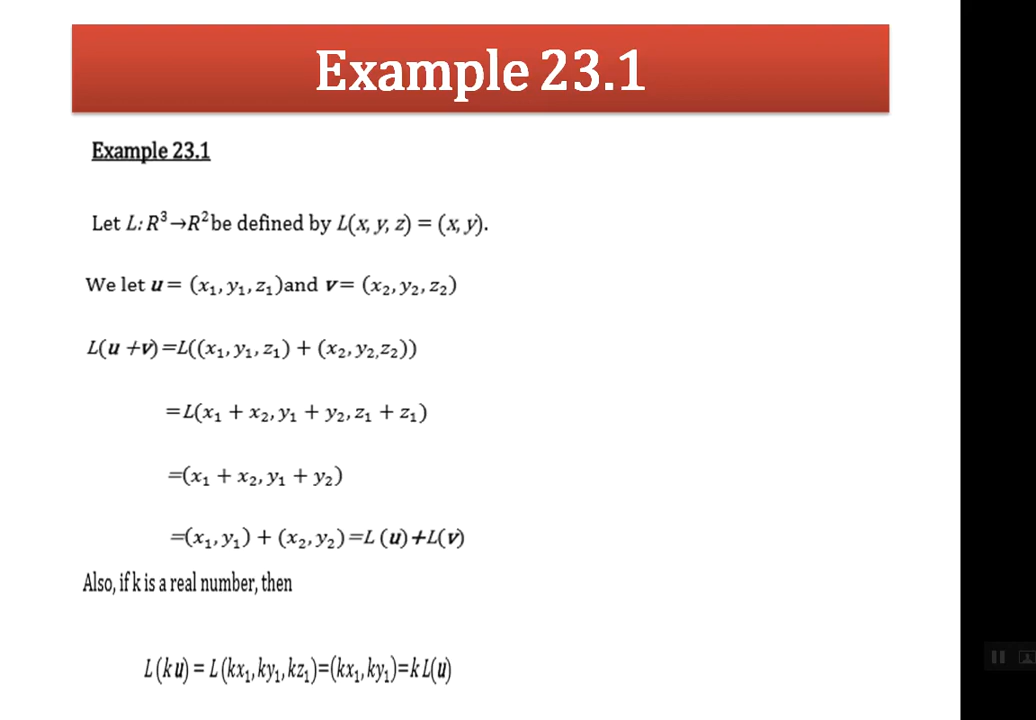 Example 23.1
Example 23.1
Let L: R³→R²be defined by L(x, y, z) = (x, y).
We let u= (x₁, y₁, z₁)and v= (x₂, y₂, z₂)
L(u +v)=L((x₁, y₁, z₁) + (x₂, y₂,z₂))
=L(x₁ + x₂, y₁ + y₂, z₁ + z₁)
=(x₁ + x₂, y₁ + y₂)
=(x₁, y₁) + (x₂, y₂)=L (u)+L(v)
Also, if k is a real number, then
L (k u) = L (kx₁, ky₁, kz₁)=(kx₁, ky₁)=k L(u)